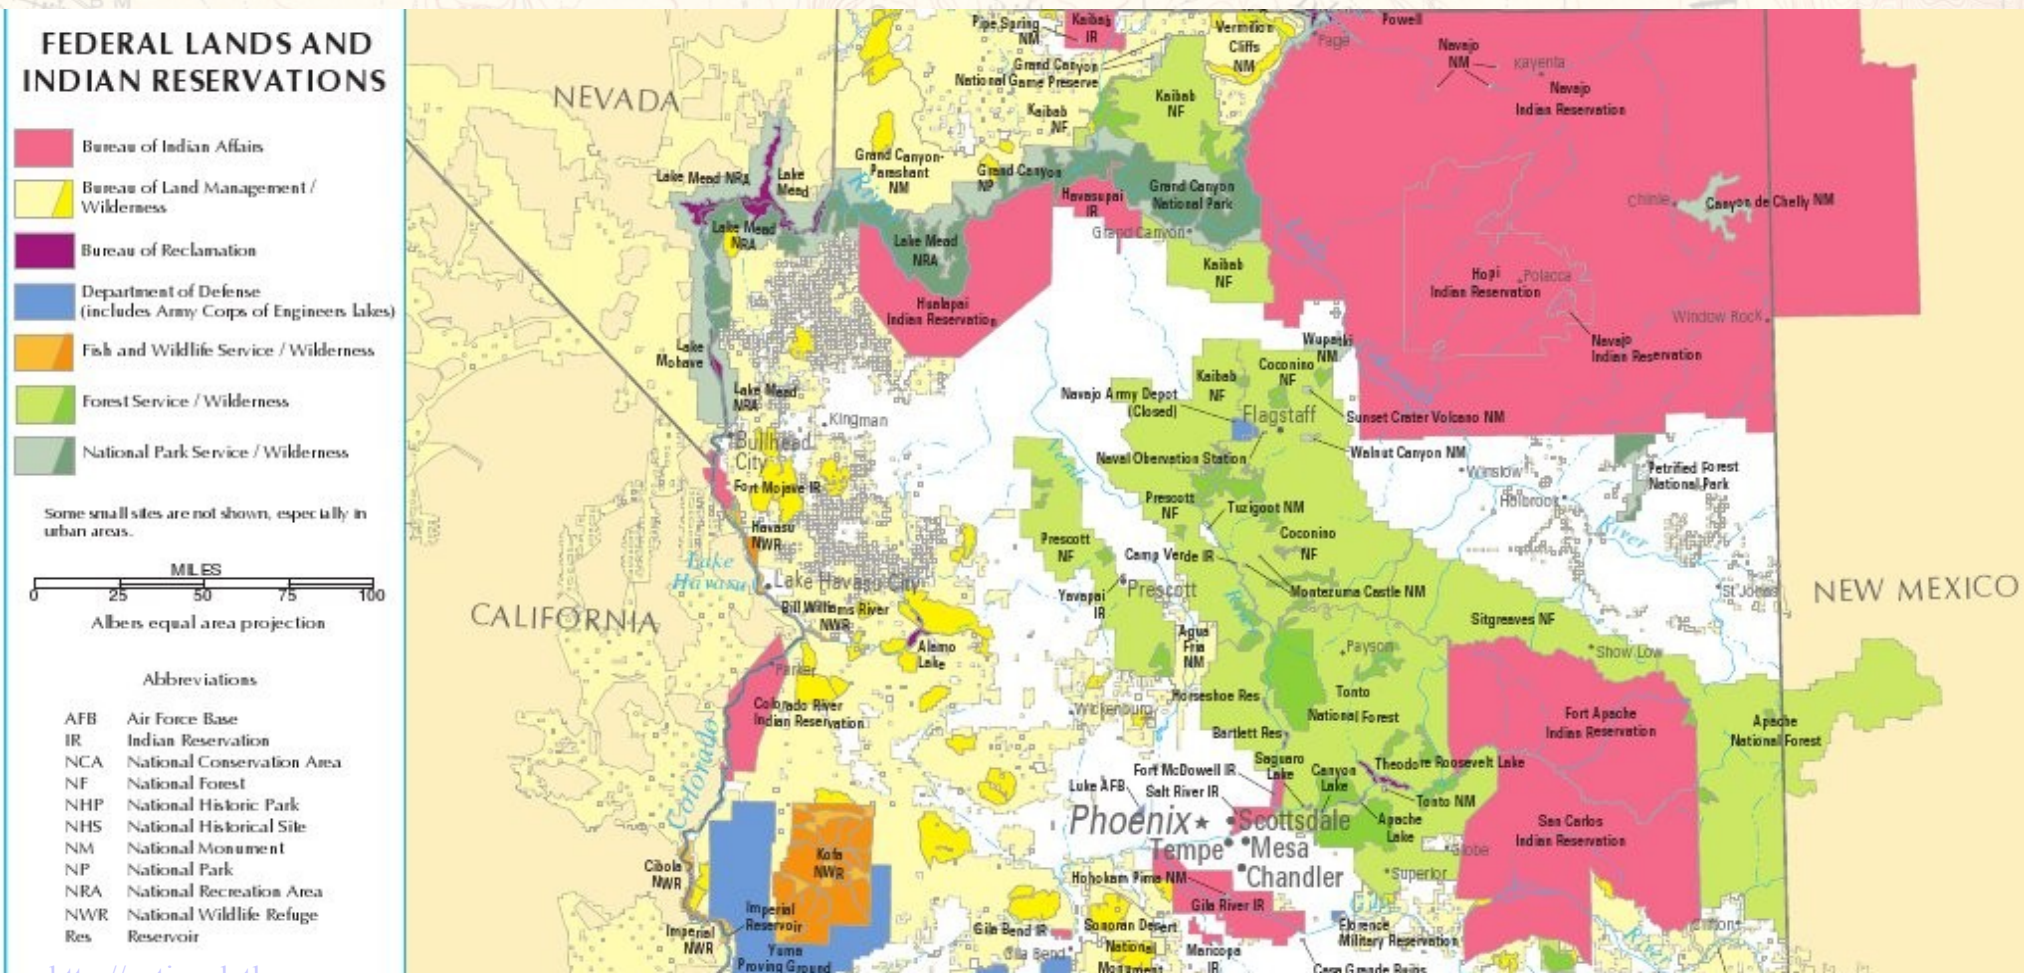 FEDERAL LANDS AND
INDIAN RESERVATIONS
Bureau of Indian Affairs
Bureau of Land Management /
Wilderness
Bureau of Reclamation
Department of Defense
(includes Army Corps of Engineers lakes)
Fish and Wildlife Service / Wilderness
Forest Service / Wilderness
National Park Service / Wilderness
Some small sites are not shown, especially in
urban areas.
MILES
0 25 50 75 100
Albers equal area projection
Abbreviations
AFB Air Force Base
IR Indian Reservation
NCA National Conservation Area
NF National Forest
NHP National Historic Park
NHS National Historical Site
NM National Monument
NP National Park
NRA National Recreation Area
NWR National Wildlife Refuge
Res Reservoir
NEVADA
CALIFORNIA
NEW MEXICO
Pipe Spring
NM
Kaibab
IR
Vermilion
Cliffs
NM
Page
Powell
Grand Canyon
National Game Preserve
Kaibab
NF
Kaibab
NF
Navajo
NM
Kayenta
Navajo
Indian Reservation
Lake Mead NRA
Lake
Mead
Grand Canyon-
Parashant
NM
River
Grand Canyon
NP
Havasupai
IR
Grand Canyon
National Park
Grand Canyon
Chinle
Canyon de Chelly NM
Lake Mead
NRA
Lake Mead
NRA
Hualapai
Indian Reservation
Kaibab
NF
Hopi
Indian Reservation
Polacca
Window Rock
Navajo
Indian Reservation
Lake
Mohave
Lake Mead
NRA
Kingman
Bullhead
City
Fort Mojave IR
Havasu
NWR
Lake
Havasu
Lake Havasu City
Bill Williams River
NWR
Alamo
Lake
Parker
Colorado River
Indian Reservation
Colorado
Wupatki
NM
Coconino
NF
Kaibab
NF
Navajo Army Depot
(Closed)
Flagstaff
Sunset Crater Volcano NM
Walnut Canyon NM
Naval Obervation Station
Verde
Prescott
NF
Tuzigoot NM
Coconino
NF
Prescott
NF
Camp Verde IR
Montezuma Castle NM
River
Yavapai
IR
Prescott
Agua
Fria
NM
Winslow
Holbrook
Petrified Forest
National Park
River
St Johns
Sitgreaves NF
Show Low
Payson
Horseshoe Res
Tonto
National Forest
Wickenburg
Bartlett Res
Fort Apache
Indian Reservation
Apache
National Forest
Saguaro
Lake
Canyon
Lake
Theodore Roosevelt Lake
Fort McDowell IR
Luke AFB
Salt River IR
Tonto NM
Phoenix
Scottsdale
Apache
Lake
San Carlos
Indian Reservation
Tempe
Mesa
Globe
Chandler
Superior
Hohokam Pima NM
Gila River IR
Gila
Cibola
NWR
Kofa
NWR
Imperial
Reservoir
Imperial
NWR
Yuma
Proving Ground
Gila Bend IR
Gila Bend
Sonoran Desert
National
Monument
Maricopa
IR
Florence
Military Reservation
Casa Grande Ruins
Clifton